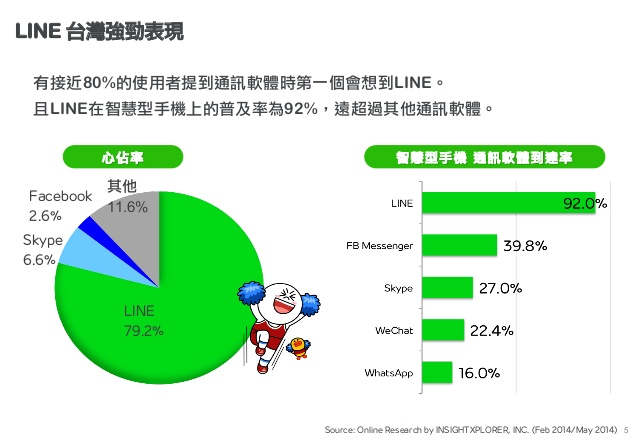 LINE 台灣強勁表現
有接近80%的使用者提到通訊軟體時第一個會想到LINE。
且LINE在智慧型手機上的普及率為92%，遠超過其他通訊軟體。
心佔率
其他
11.6%
Facebook
2.6%
Skype
6.6%
LINE
79.2%
智慧型手機 通訊軟體到達率
LINE 92.0%
FB Messenger 39.8%
Skype 27.0%
WeChat 22.4%
WhatsApp 16.0%
Source: Online Research by INSIGHTXPLORER, INC. (Feb 2014/May 2014) 5